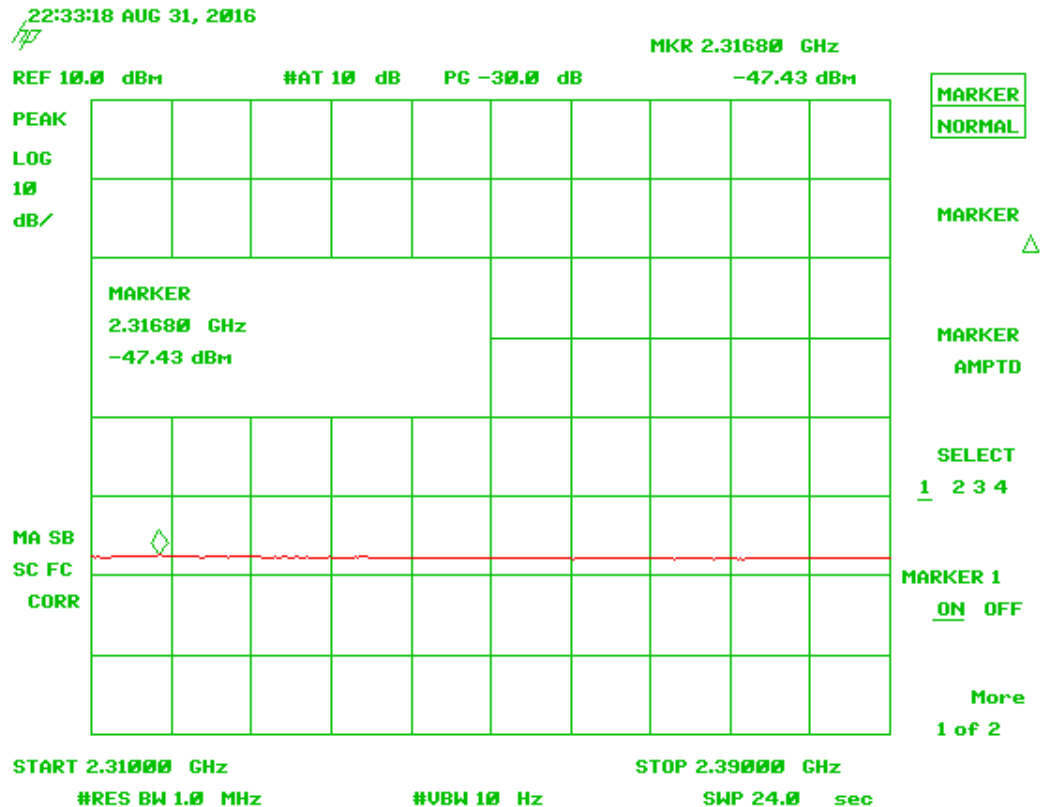 22:33:18 AUG 31, 2016
hp
MKR 2.31680 GHz
REF 10.0 dBm #AT 10 dB PG -30.0 dB -47.43 dBm
PEAK
LOG
10
dB/
MARKER
2.31680 GHz
-47.43 dBm
MA SB
SC FC
CORR
MARKER
NORMAL
MARKER
△
MARKER
AMPTD
SELECT
1 2 3 4
MARKER 1
ON OFF
More
1 of 2
START 2.31000 GHz STOP 2.39000 GHz
#RES BW 1.0 MHz #VBW 10 Hz SWP 24.0 sec